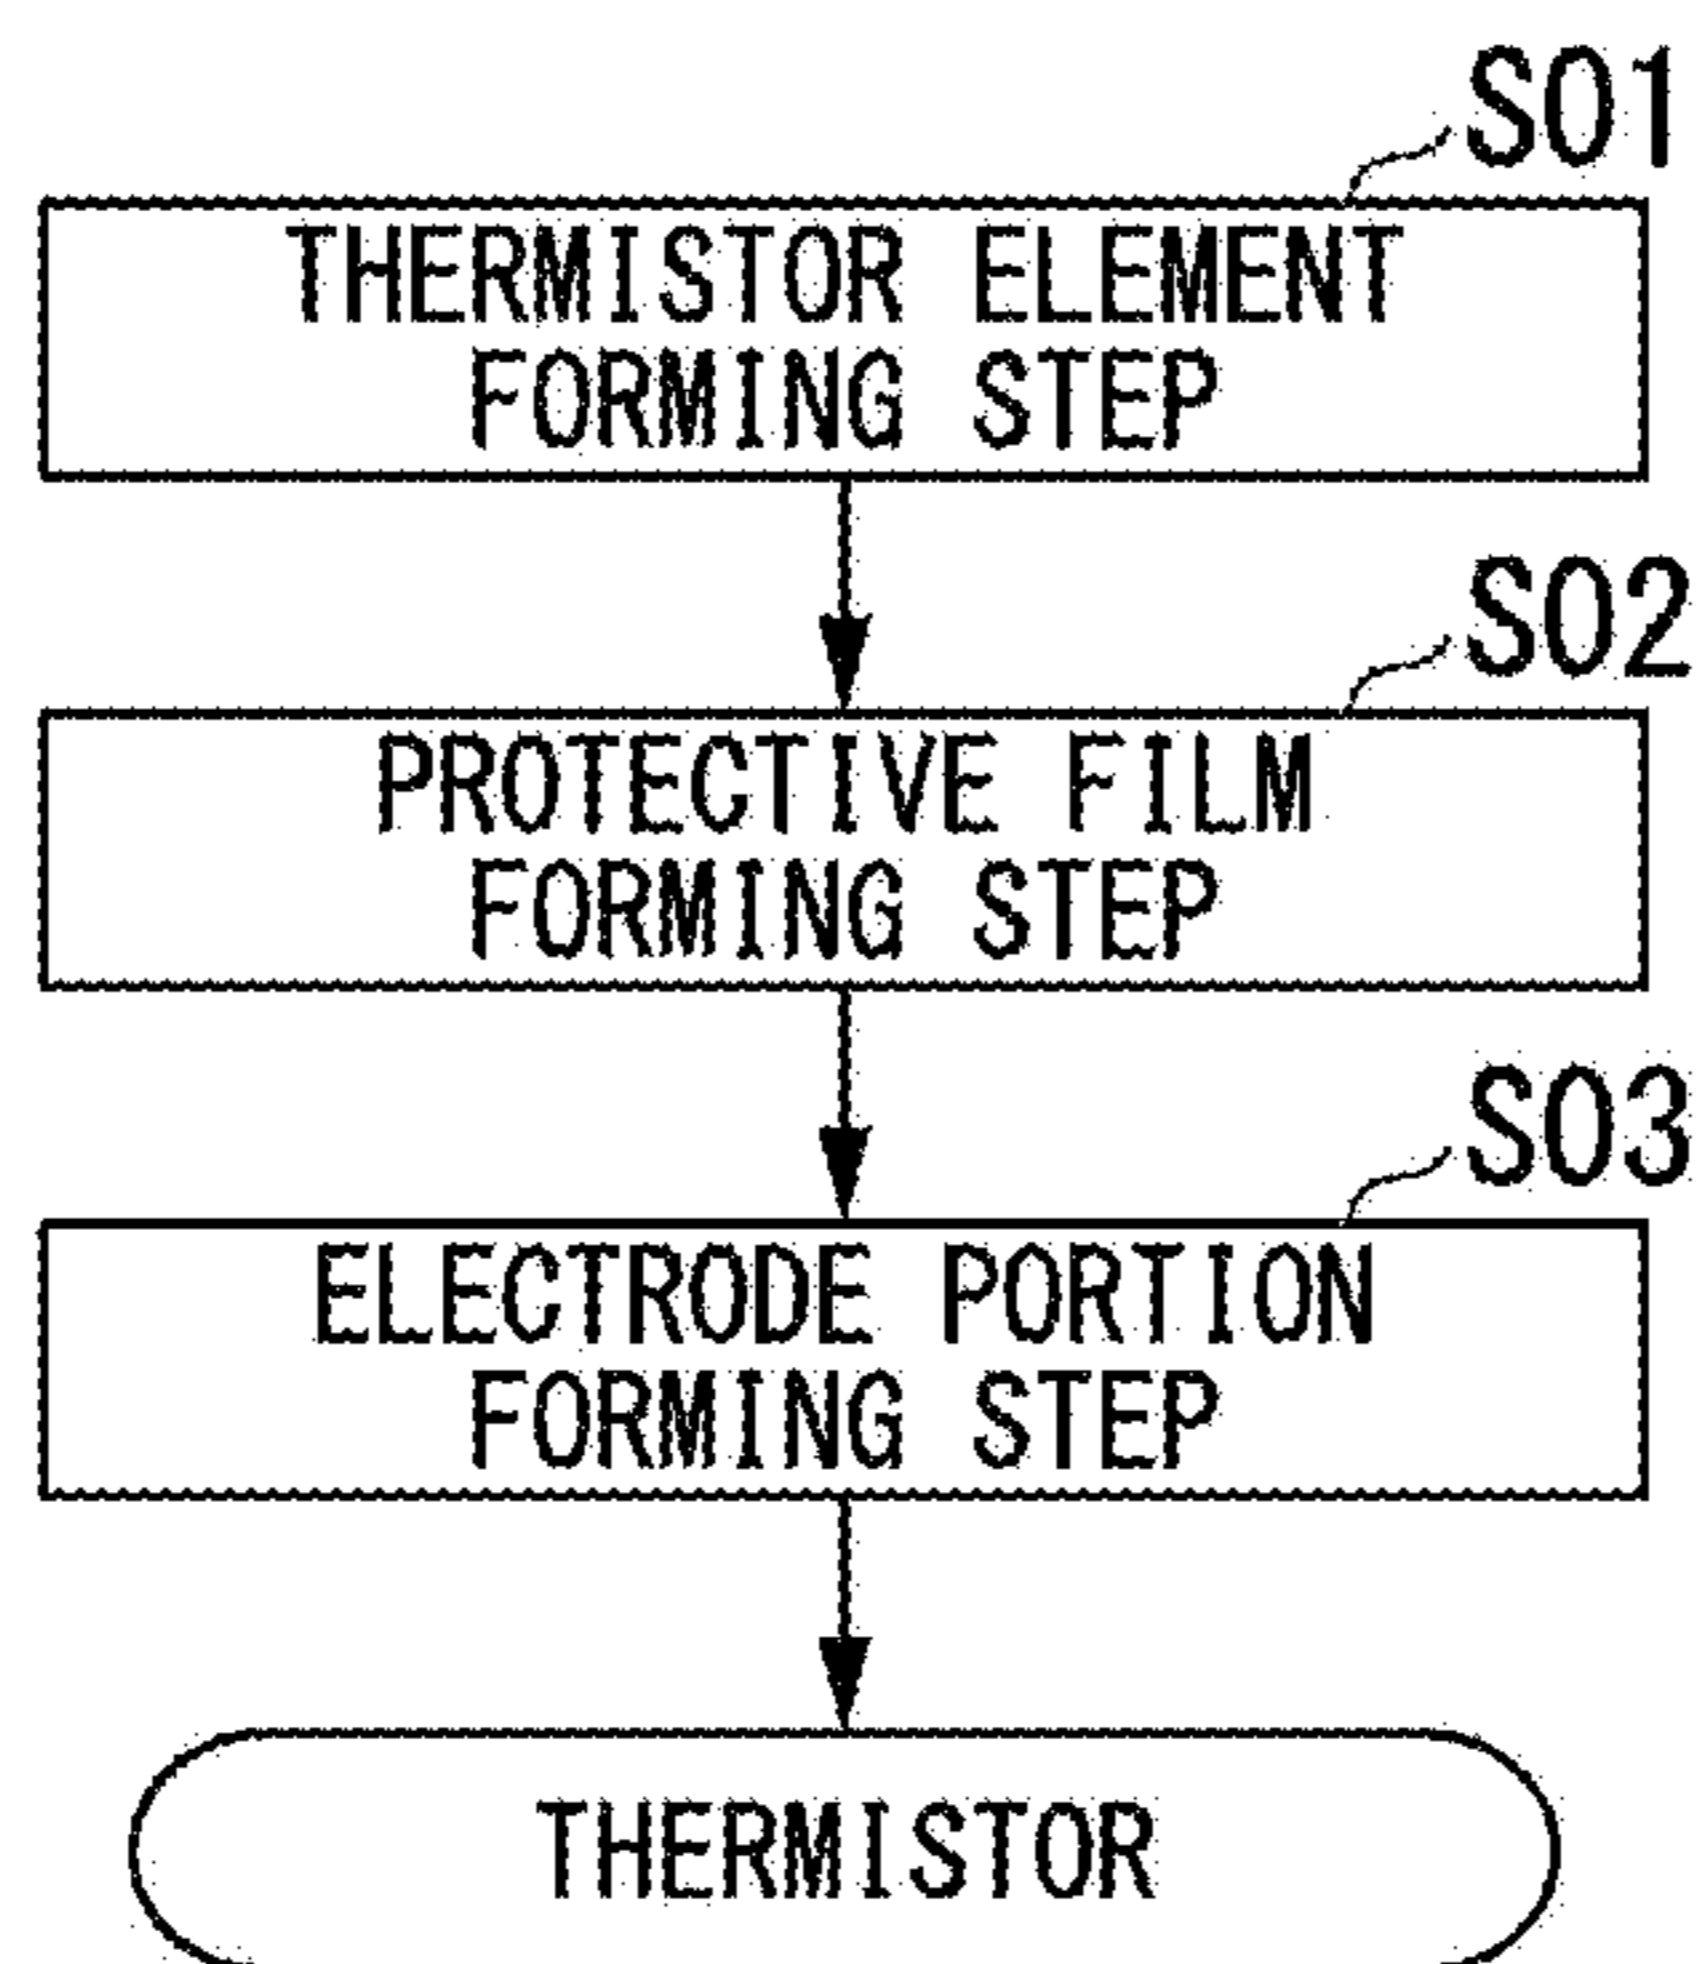 S01
THERMISTOR ELEMENT
FORMING STEP
S02
PROTECTIVE FILM
FORMING STEP
S03
ELECTRODE PORTION
FORMING STEP
THERMISTOR